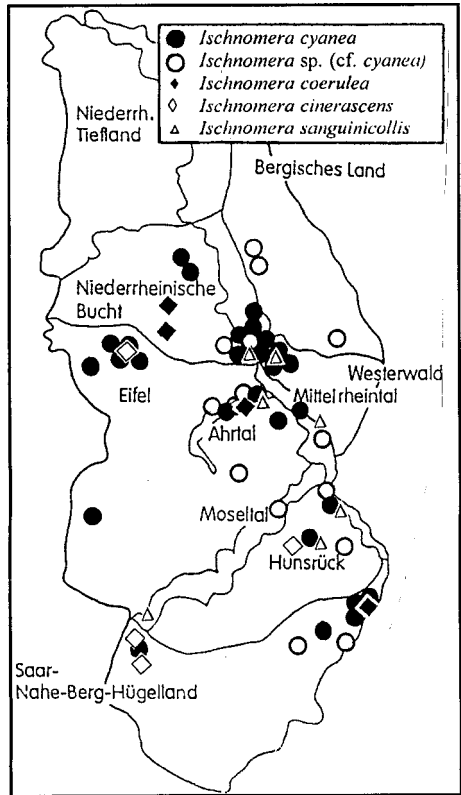 Ischnomera cyanea
Ischnomera sp. (cf. cyanea)
Ischnomera coerulea
Ischnomera cinerascens
Ischnomera sanguinicollis
Niederrh.
Tiefland
Bergisches Land
Niederrheinische
Bucht
Westerwald
Mittelrheintal
Eifel
Ahrtal
Moseltal
Hunsrück
Saar-
Nahe-Berg-Hügelland